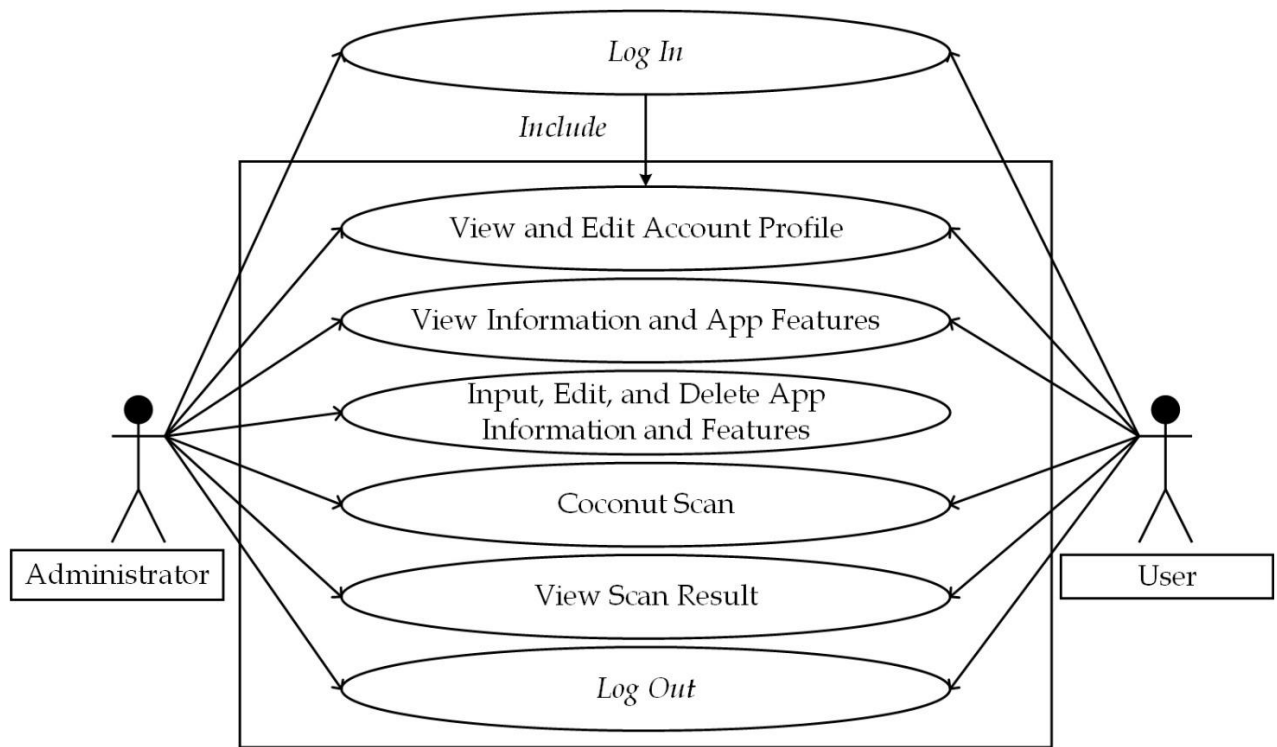 Log In
Include
View and Edit Account Profile
View Information and App Features
Input, Edit, and Delete App
Information and Features
Coconut Scan
Administrator
User
View Scan Result
Log Out